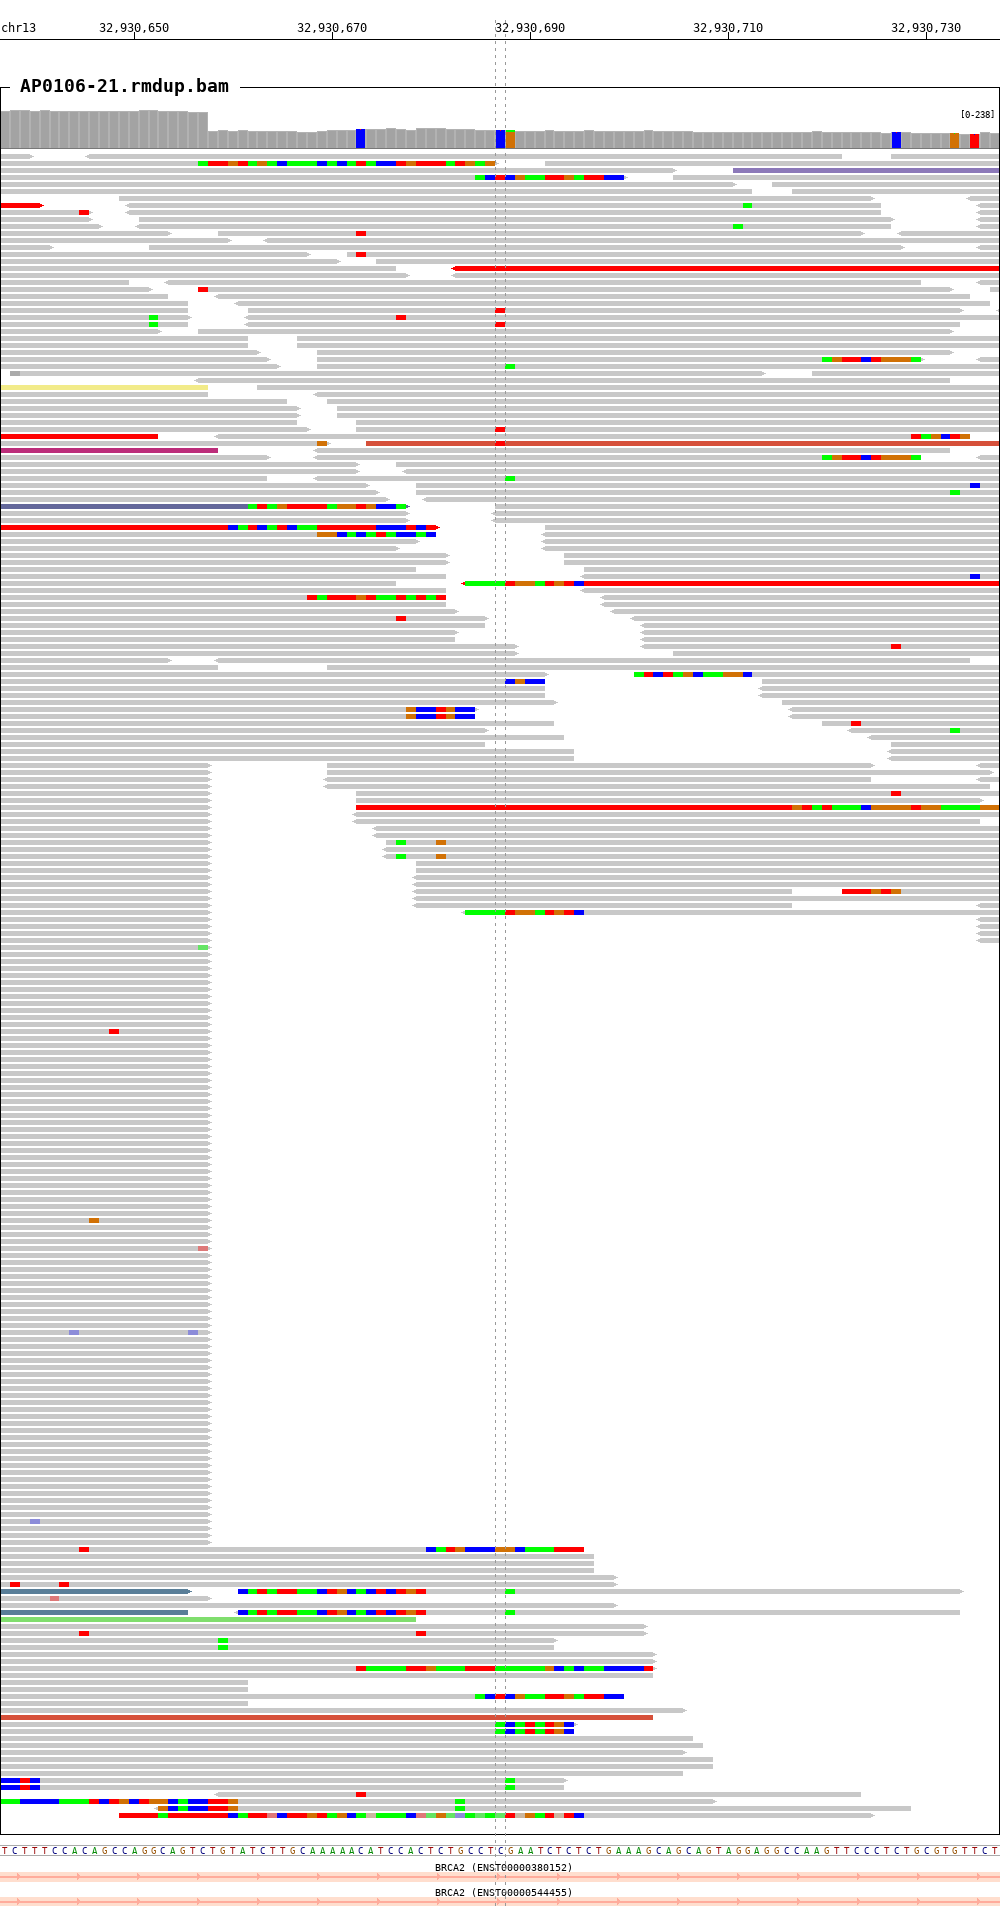 chr13 32,930,650 32,930,670 32,930,690 32,930,710 32,930,730
AP0106-21.rmdup.bam
[0-238]
TCTTTCCACAGCCAGGCAGTCTGTATCTTGCAAAAACATCCACTCTGCCTCGAATCTCTCTGAAAGCAGCAGTAGGAGGCCAAGTTCCCTCTGCGTGTTCT
BRCA2 (ENST00000380152)
BRCA2 (ENST00000544455)